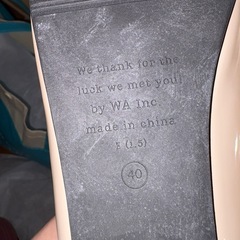 We thank for the
luck we met you!
by WA Inc.
made in china
(1.5)
40